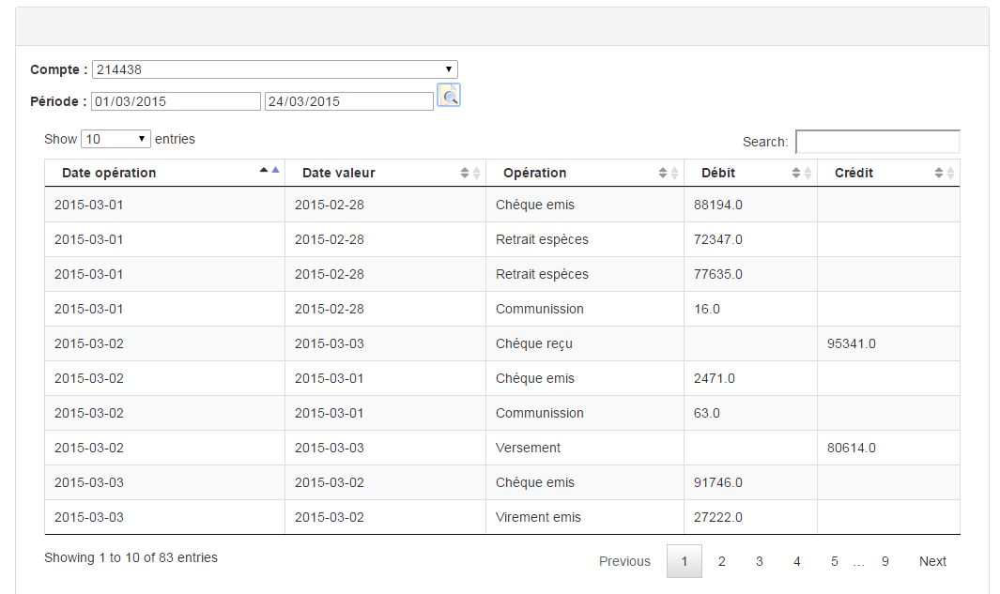 Compte : 214438
Période : 01/03/2015 24/03/2015
Show 10 entries Search:
Date opération Date valeur Opération Débit Crédit
2015-03-01 2015-02-28 Chéque emis 88194.0
2015-03-01 2015-02-28 Retrait espèces 72347.0
2015-03-01 2015-02-28 Retrait espèces 77635.0
2015-03-01 2015-02-28 Communission 16.0
2015-03-02 2015-03-03 Chéque reçu 95341.0
2015-03-02 2015-03-01 Chéque emis 2471.0
2015-03-02 2015-03-01 Communission 63.0
2015-03-02 2015-03-03 Versement 80614.0
2015-03-03 2015-03-02 Chéque emis 91746.0
2015-03-03 2015-03-02 Virement emis 27222.0
Showing 1 to 10 of 83 entries Previous 1 2 3 4 5 … 9 Next